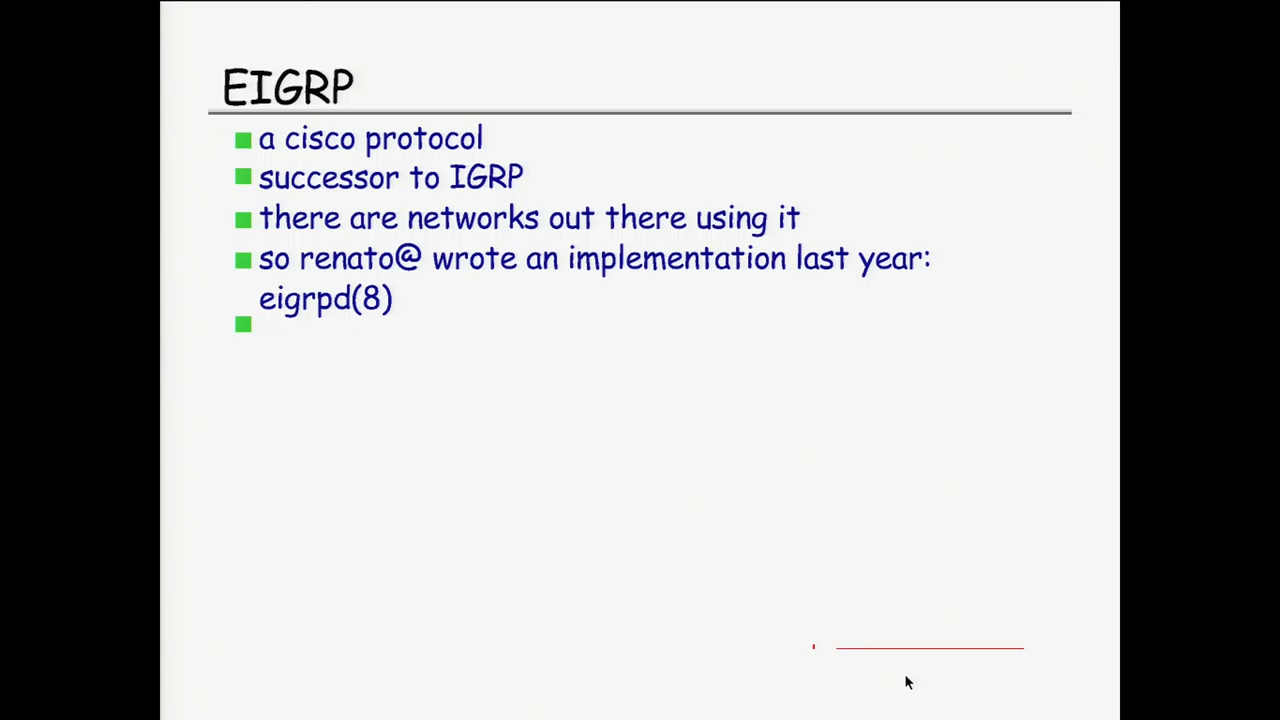 EIGRP
a cisco protocol
successor to IGRP
there are networks out there using it
so renato@ wrote an implementation last year:
eigrpd(8)